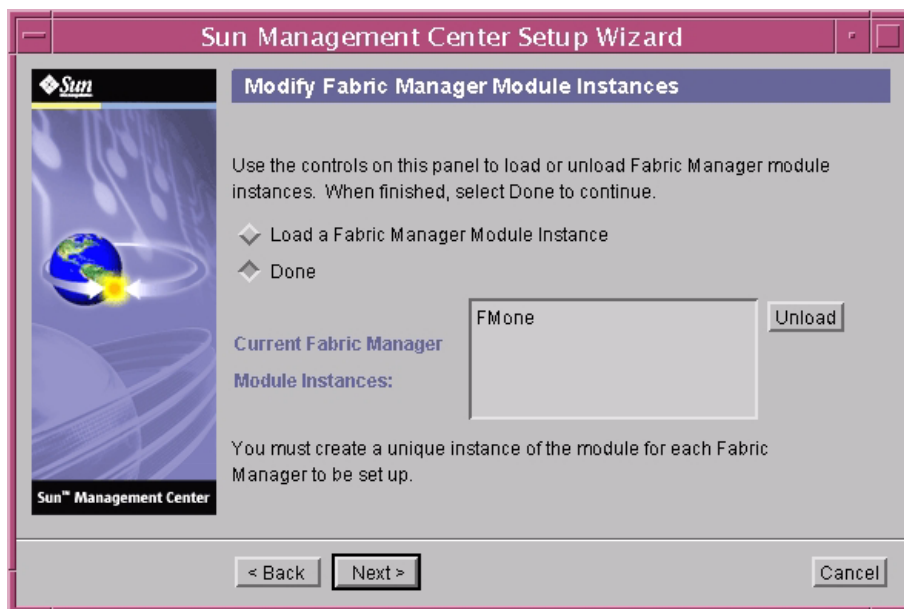 Sun Management Center Setup Wizard
Sun
Modify Fabric Manager Module Instances
Use the controls on this panel to load or unload Fabric Manager module
instances. When finished, select Done to continue.
Load a Fabric Manager Module Instance
Done
FMone
Unload
Current Fabric Manager
Module Instances:
You must create a unique instance of the module for each Fabric
Manager to be set up.
Sun™ Management Center
< Back
Next >
Cancel